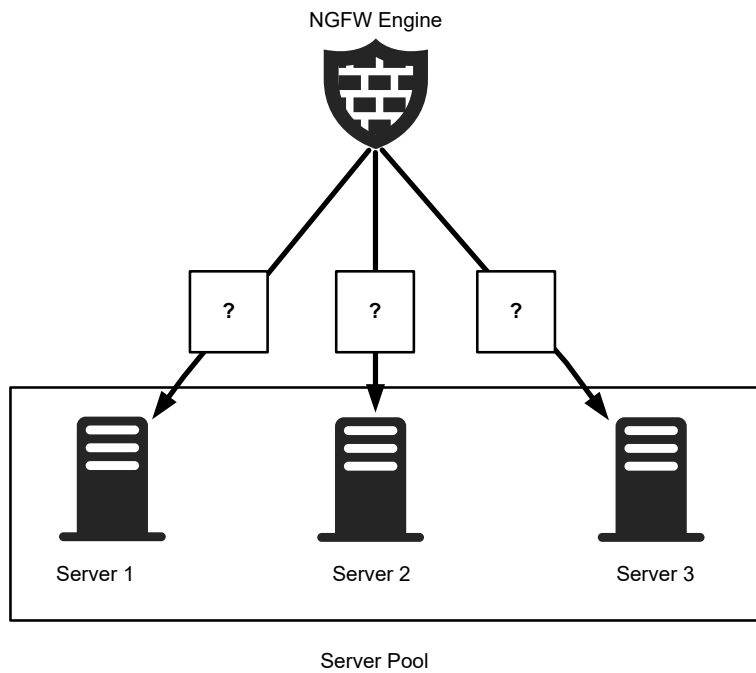 NGFW Engine
?
?
?
Server 1
Server 2
Server 3
Server Pool